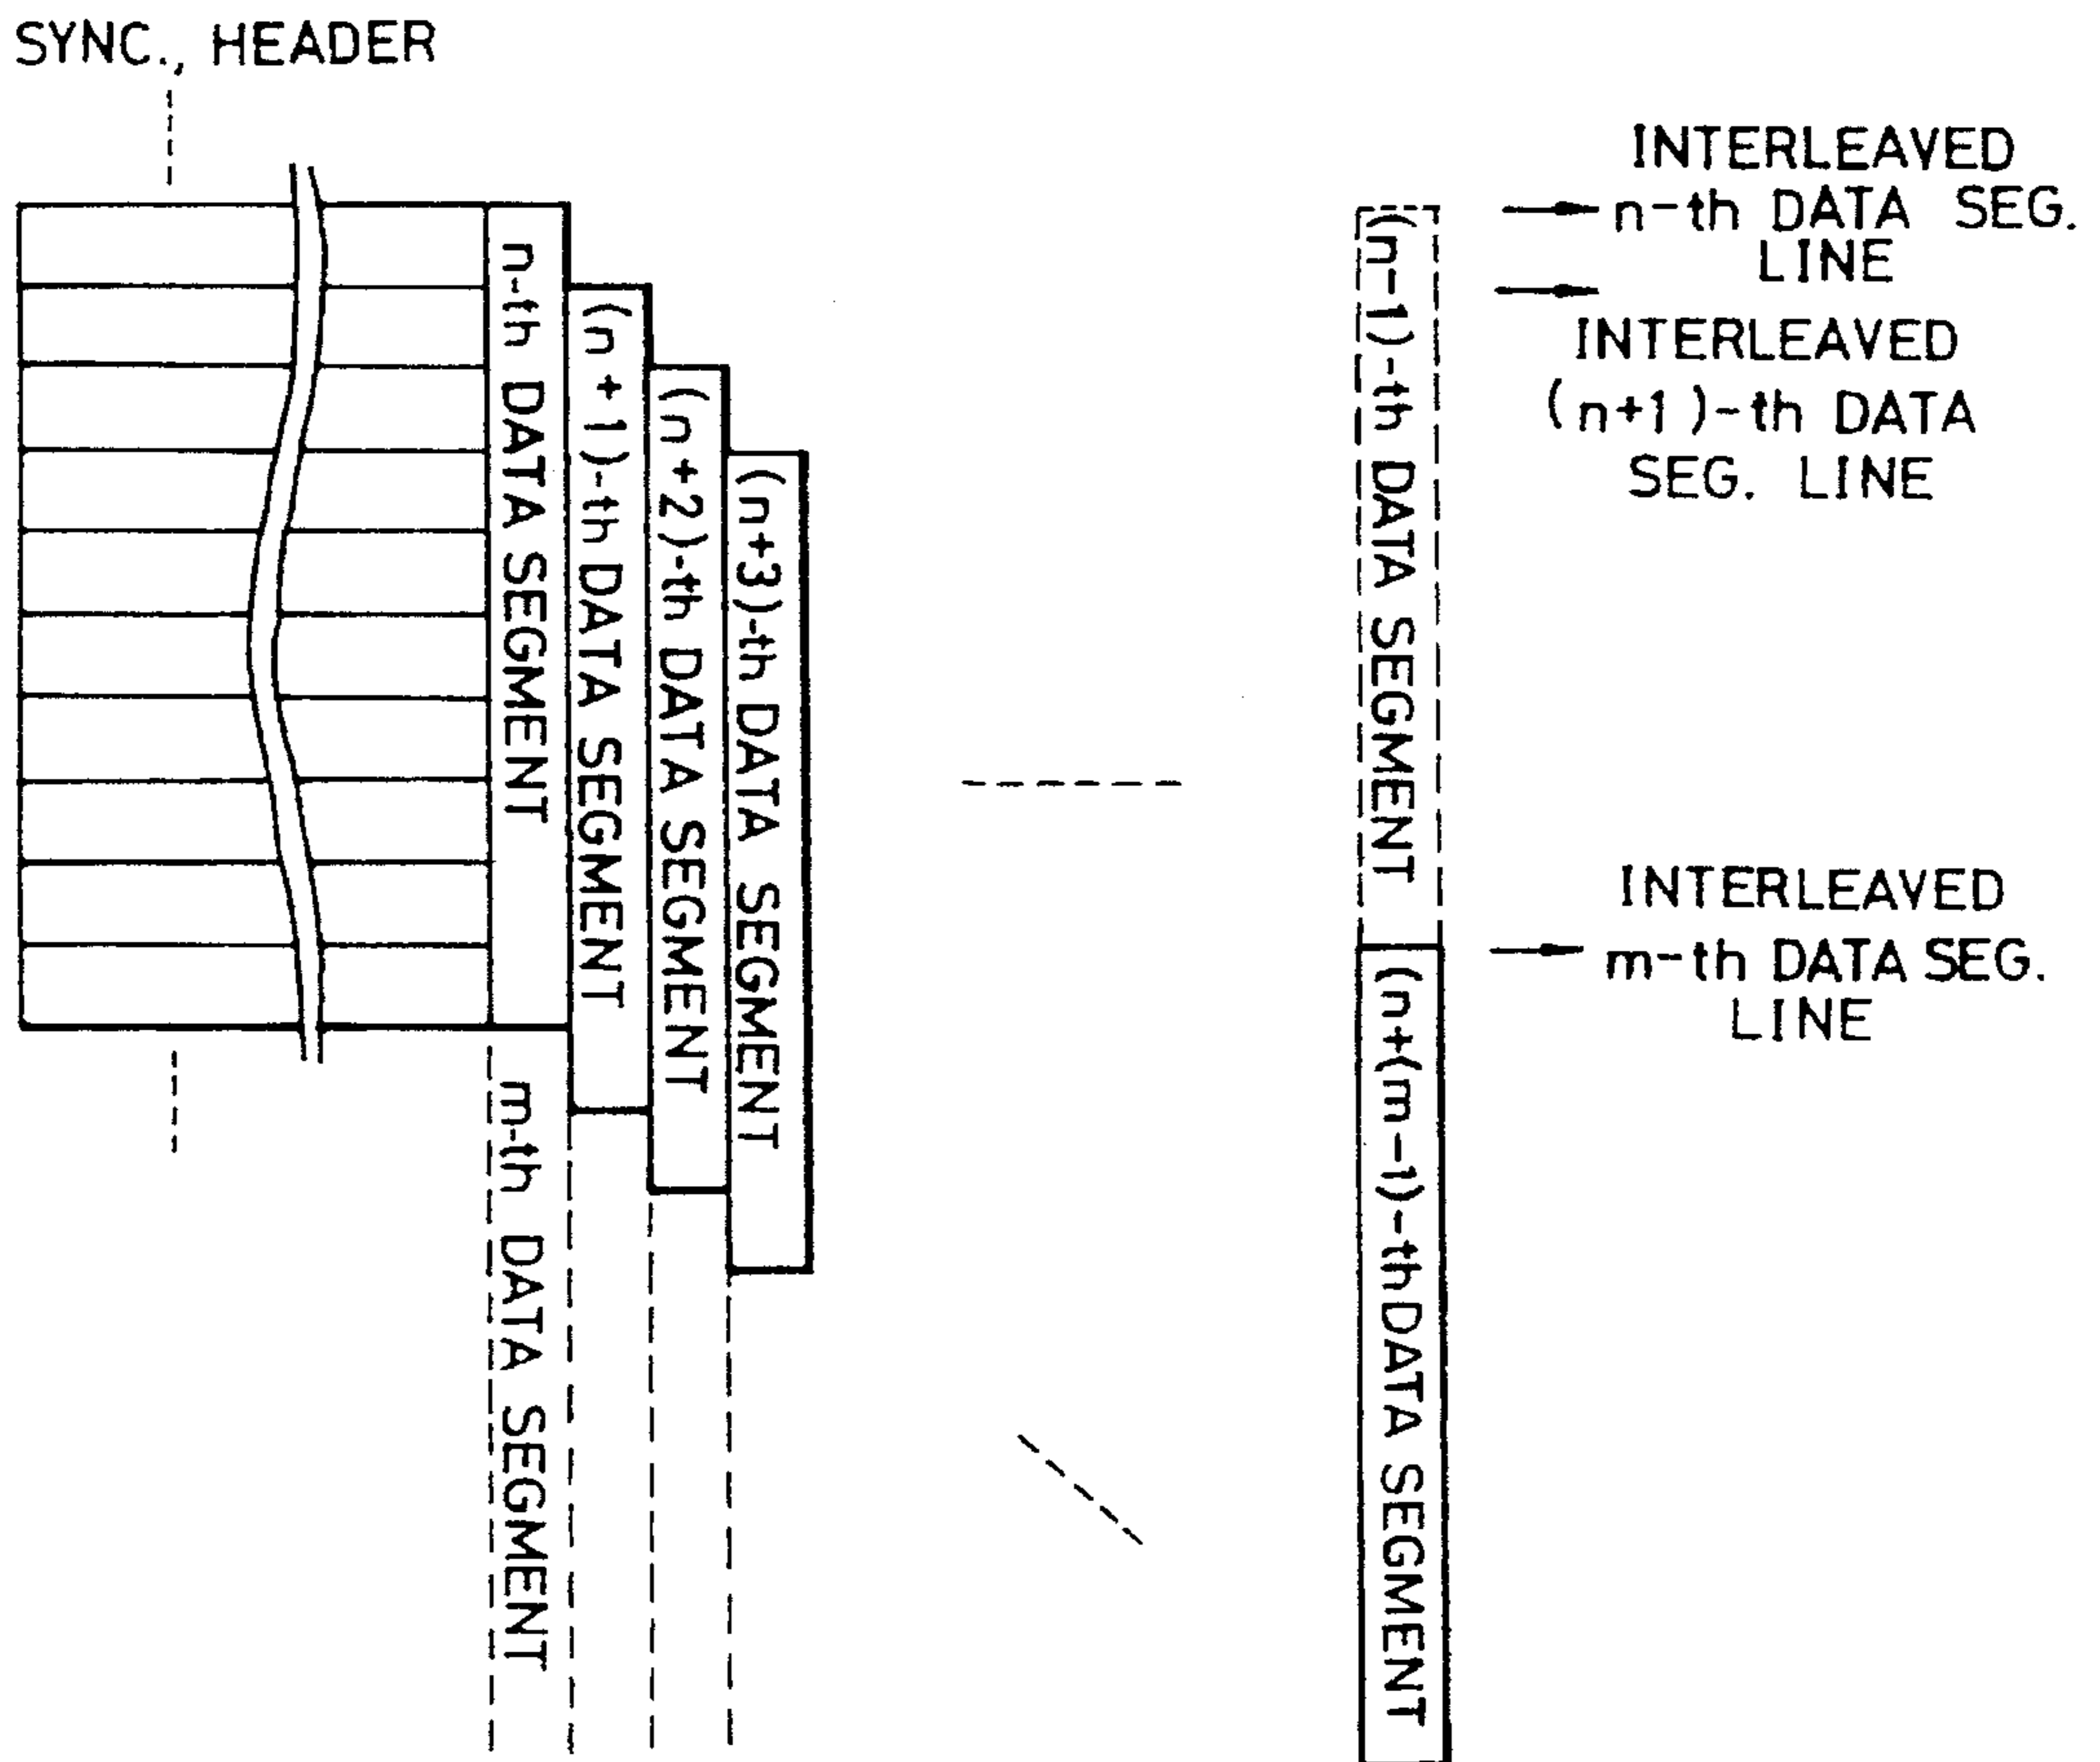 SYNC., HEADER
n-th DATA SEGMENT
(n+1)-th DATA SEGMENT
(n+2)-th DATA SEGMENT
(n+3)-th DATA SEGMENT
m-th DATA SEGMENT
(n-1)-th DATA SEGMENT
(n+(m-1)-th DATA SEGMENT
INTERLEAVED
n-th DATA SEG.
LINE
INTERLEAVED
(n+1)-th DATA
SEG. LINE
INTERLEAVED
m-th DATA SEG.
LINE